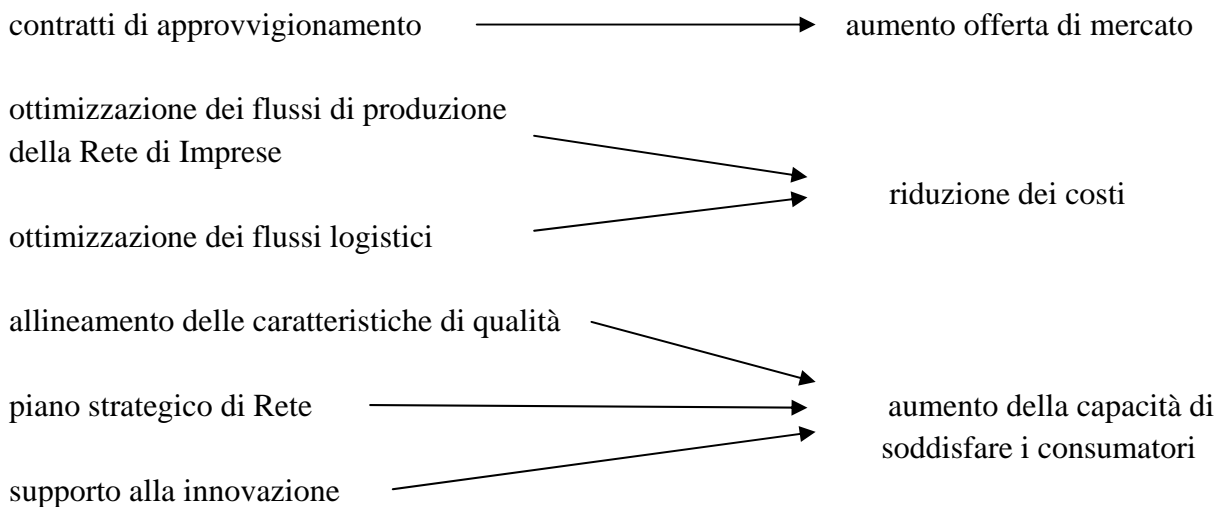 contratti di approvvigionamento
aumento offerta di mercato
ottimizzazione dei flussi di produzione
della Rete di Imprese
riduzione dei costi
ottimizzazione dei flussi logistici
allineamento delle caratteristiche di qualità
piano strategico di Rete
aumento della capacità di
soddisfare i consumatori
supporto alla innovazione